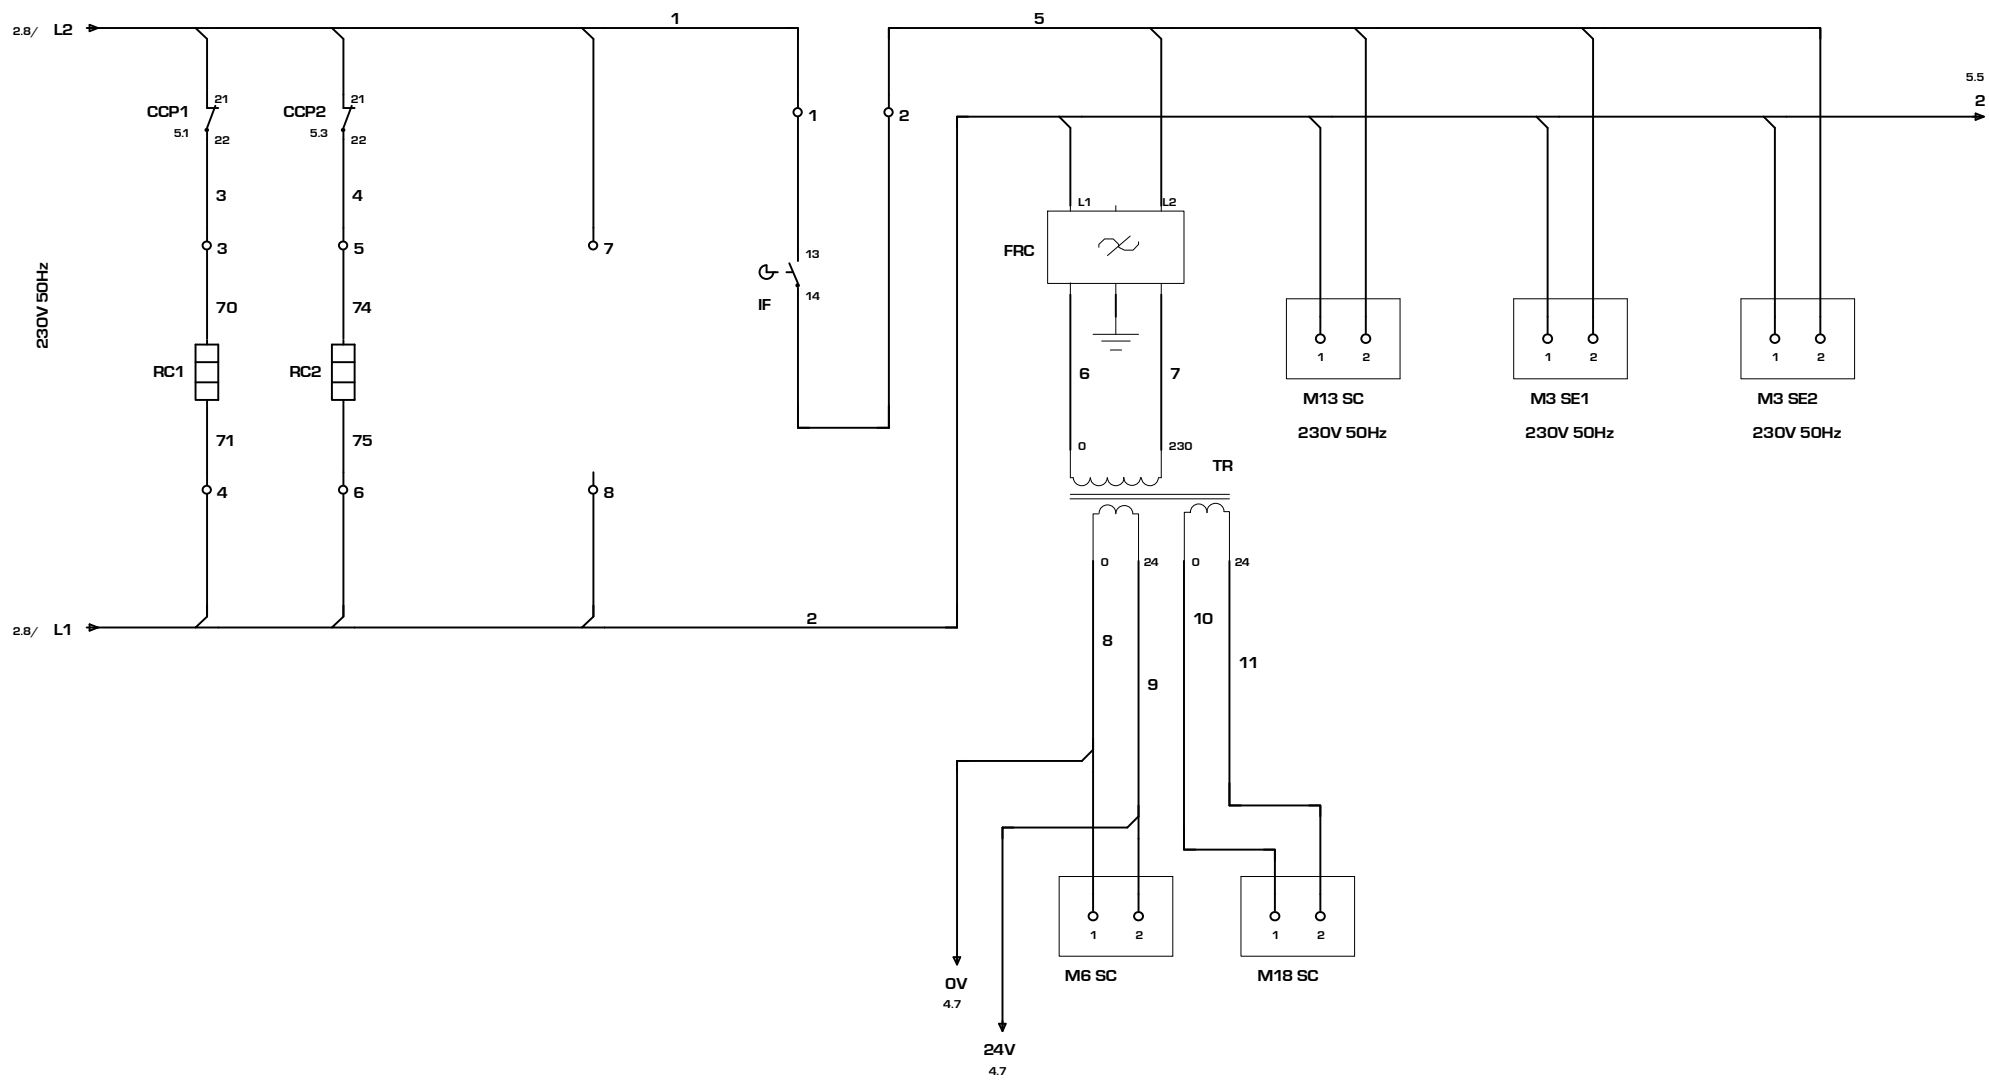 2.8/ L2 1 5
5.5
2
CCP1 21 CCP2 21
5.1 22 5.3 22
1 2
3 4
L1 L2
3 5 7
FRC
13
14
IF
230V 50Hz
70 74
RC1 RC2
6 7
1 2 1 2 1 2
M13 SC M3 SE1 M3 SE2
230V 50Hz 230V 50Hz 230V 50Hz
71 75
0 230
TR
4 6 8
0 24 0 24
2.8/ L1 2
8 10
9 11
1 2 1 2
M6 SC M18 SC
0V
4.7
24V
4.7